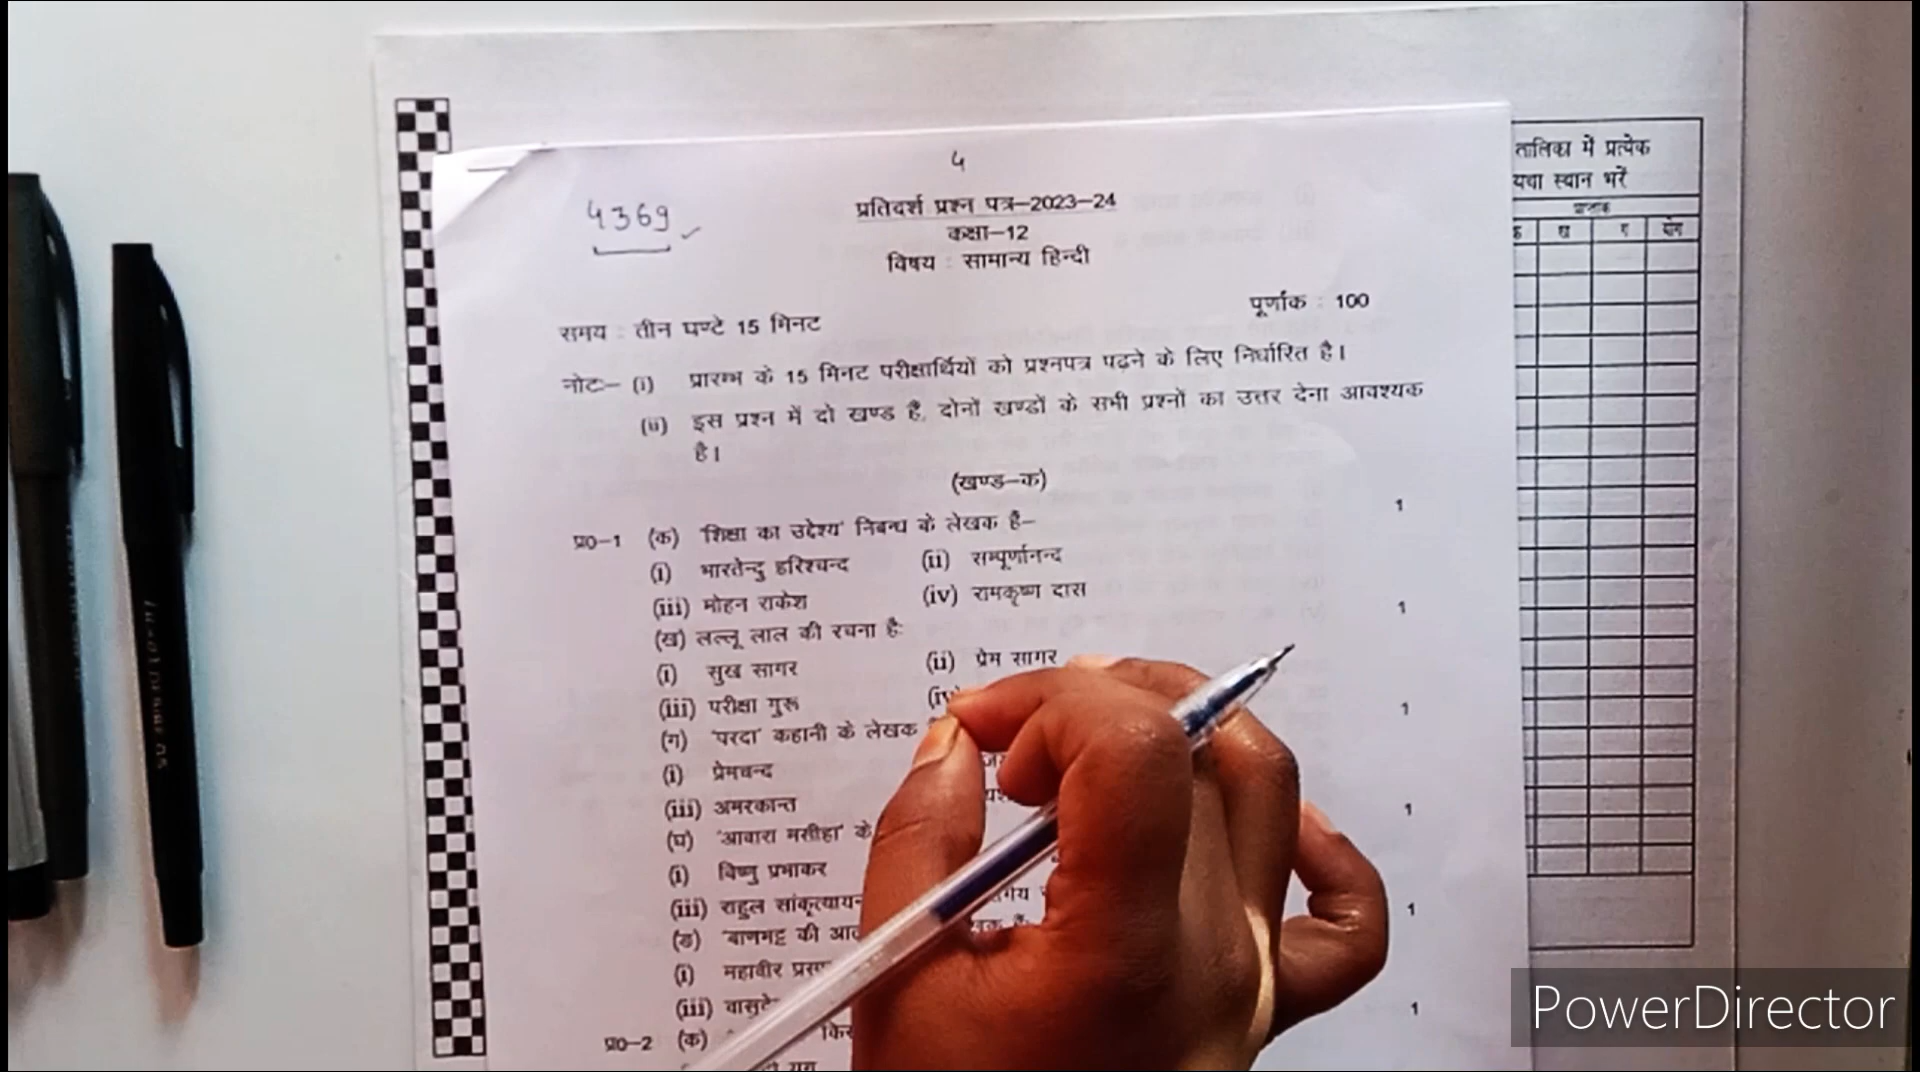 4
4369
प्रतिदर्श प्रश्न पत्र–2023–24
कक्षा–12
विषय : सामान्य हिन्दी
पूर्णांक : 100
समय : तीन घण्टे 15 मिनट
नोटः– (i) प्रारम्भ के 15 मिनट परीक्षार्थियों को प्रश्नपत्र पढ़ने के लिए निर्धारित है।
(ii) इस प्रश्न में दो खण्ड हैं, दोनों खण्डों के सभी प्रश्नों का उत्तर देना आवश्यक
है।
(खण्ड–क)
प्र0–1 (क) 'शिक्षा का उद्देश्य' निबन्ध के लेखक हैं– 1
(i) भारतेन्दु हरिश्चन्द (ii) सम्पूर्णानन्द
(iii) मोहन राकेश (iv) रामकृष्ण दास
(ख) लल्लू लाल की रचना हैः 1
(i) सुख सागर (ii) प्रेम सागर
(iii) परीक्षा गुरू
(ग) 'परदा' कहानी के लेखक 1
(i) प्रेमचन्द
(iii) अमरकान्त
(घ) 'आवारा मसीहा' के 1
(i) विष्णु प्रभाकर
(iii) राहुल सांकृत्यायन
(ङ) 'बाणभट्ट की 1
(i) महावीर
(iii)
प्र0–2 (क) 1
तालिका में प्रत्येक
यथा स्थान भरें
प्राप्तांक
ख ग योग
PowerDirector